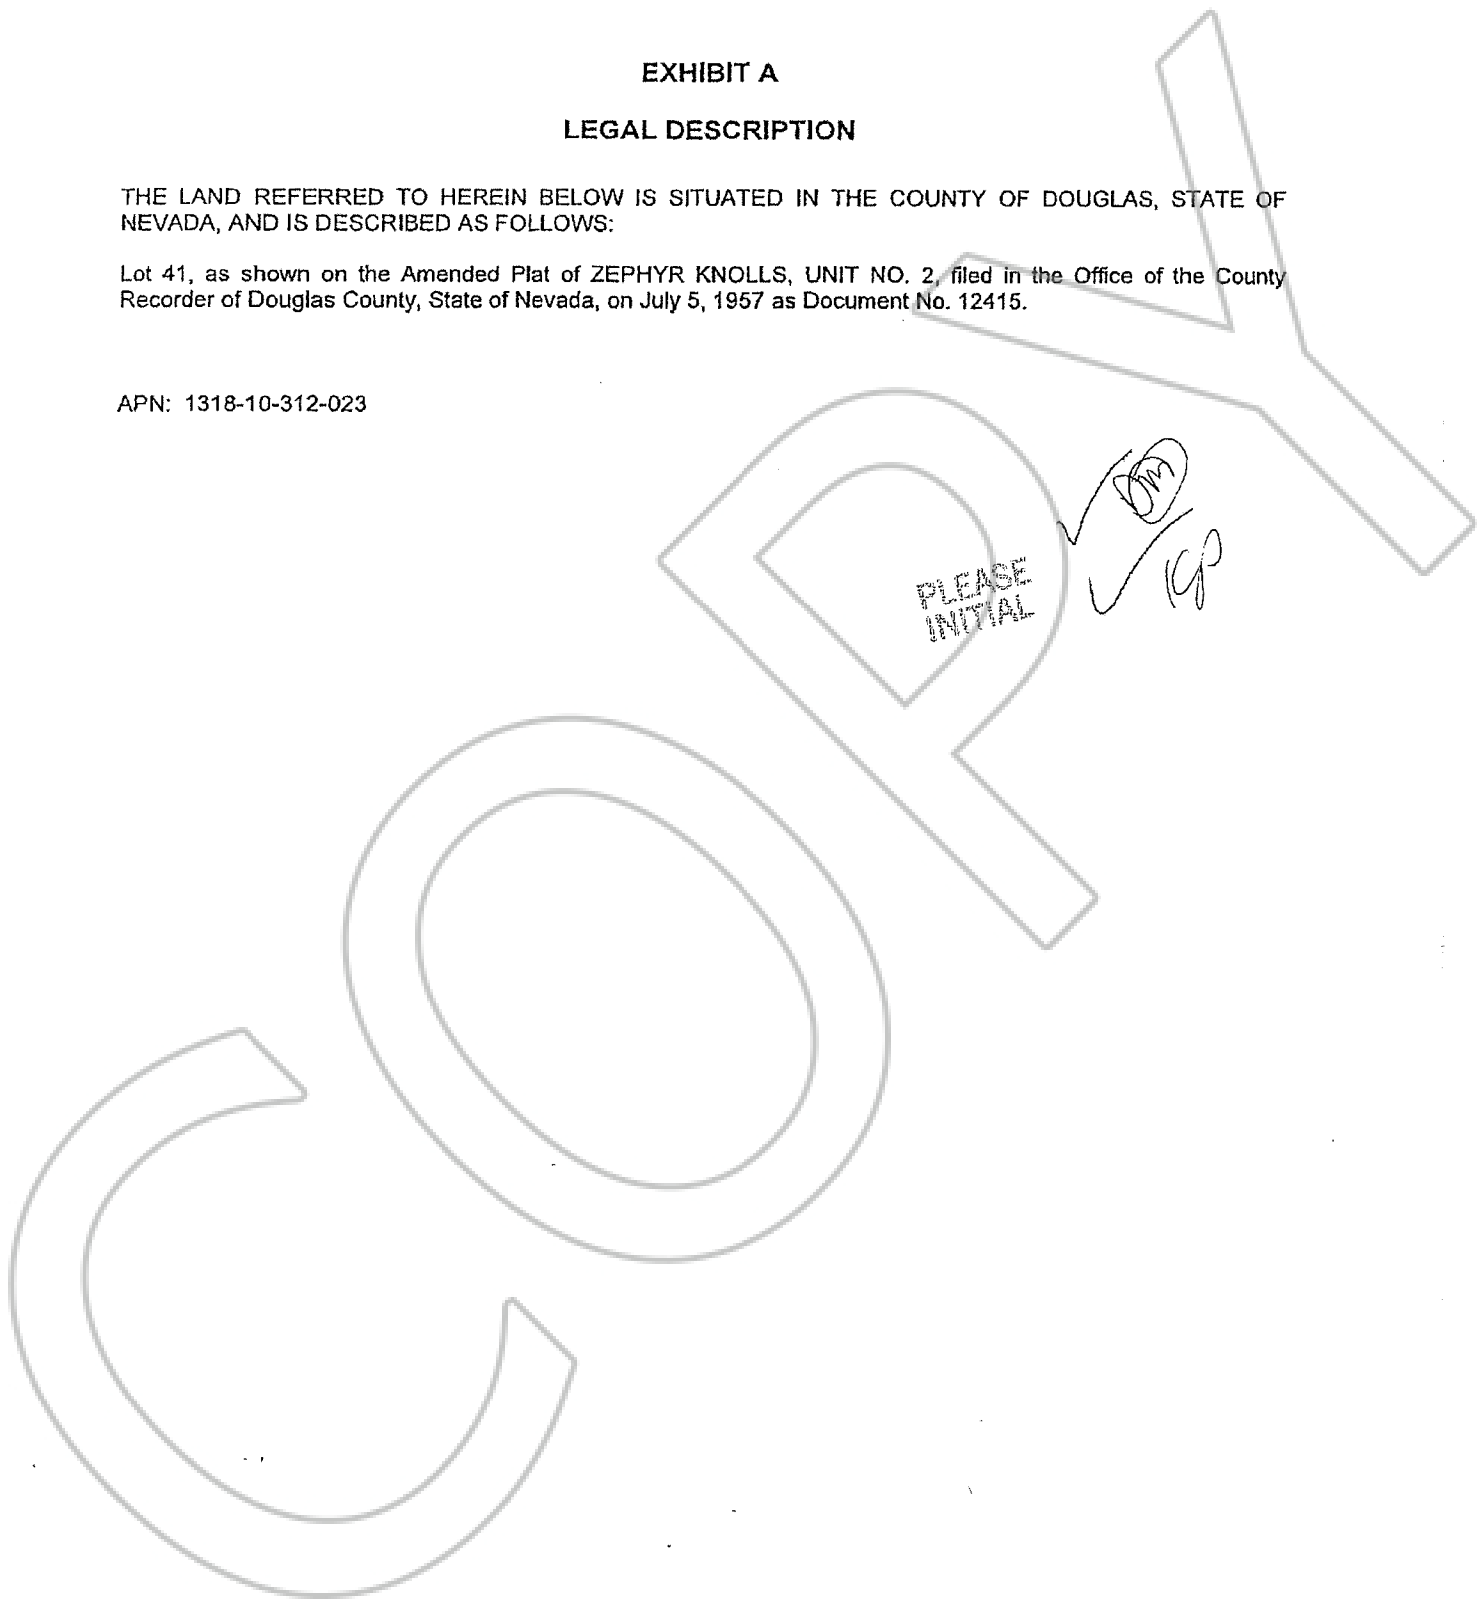 EXHIBIT A
LEGAL DESCRIPTION
THE LAND REFERRED TO HEREIN BELOW IS SITUATED IN THE COUNTY OF DOUGLAS, STATE OF
NEVADA, AND IS DESCRIBED AS FOLLOWS:
Lot 41, as shown on the Amended Plat of ZEPHYR KNOLLS, UNIT NO. 2, filed in the Office of the County
Recorder of Douglas County, State of Nevada, on July 5, 1957 as Document No. 12415.
APN: 1318-10-312-023
PLEASE
INITIAL
COPY